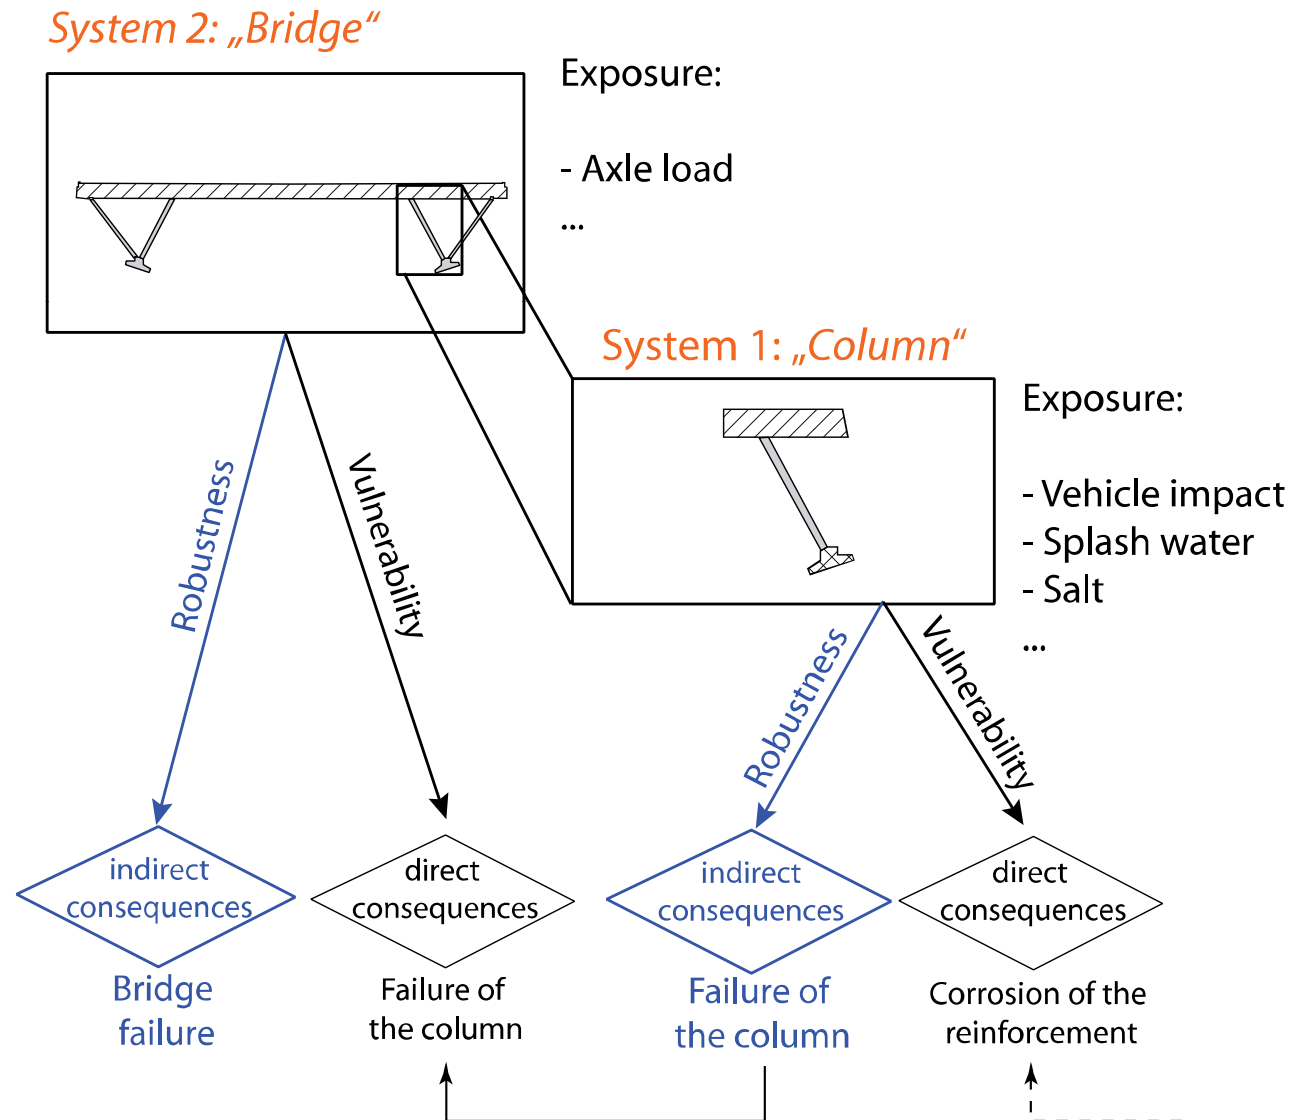 System 2: „Bridge“
Exposure:
- Axle load
...
System 1: „Column“
Exposure:
- Vehicle impact
- Splash water
- Salt
...
Robustness
Vulnerability
Robustness
Vulnerability
indirect
consequences
Bridge
failure
direct
consequences
Failure of
the column
indirect
consequences
Failure of
the column
direct
consequences
Corrosion of the
reinforcement